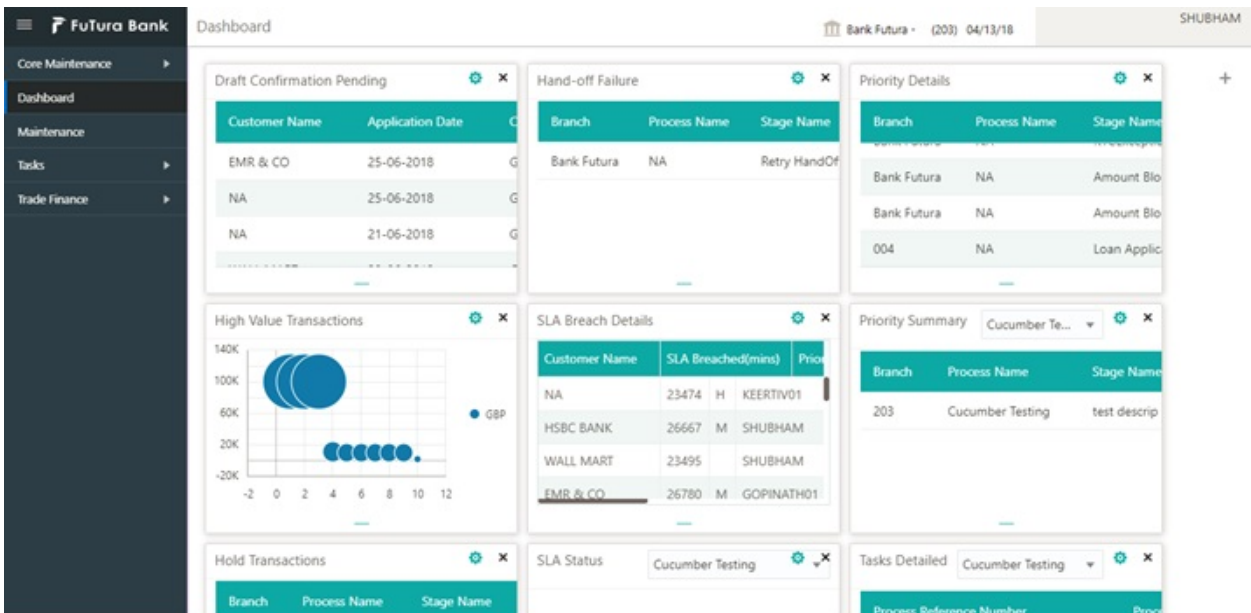 FuTura Bank
Dashboard
Bank Futura - (203) 04/13/18
SHUBHAM
Core Maintenance
Dashboard
Maintenance
Tasks
Trade Finance
Draft Confirmation Pending
Customer Name Application Date C
EMR & CO 25-06-2018 G
NA 25-06-2018 G
NA 21-06-2018 G
Hand-off Failure
Branch Process Name Stage Name
Bank Futura NA Retry HandOf
Priority Details
Branch Process Name Stage Name
Bank Futura NA Amount Blo
Bank Futura NA Amount Blo
004 NA Loan Applic
High Value Transactions
140K
100K
60K
20K
-20K
-2 0 2 4 6 8 10 12
GBP
SLA Breach Details
Customer Name SLA Breached(mins) Prior
NA 23474 H KEERTIV01
HSBC BANK 26667 M SHUBHAM
WALL MART 23495 SHUBHAM
EMR & CO 26780 M GOPINATH01
Priority Summary Cucumber Te...
Branch Process Name Stage Name
203 Cucumber Testing test descrip
Hold Transactions
Branch Process Name Stage Name
SLA Status Cucumber Testing
Tasks Detailed Cucumber Testing
Process Reference Number Proce